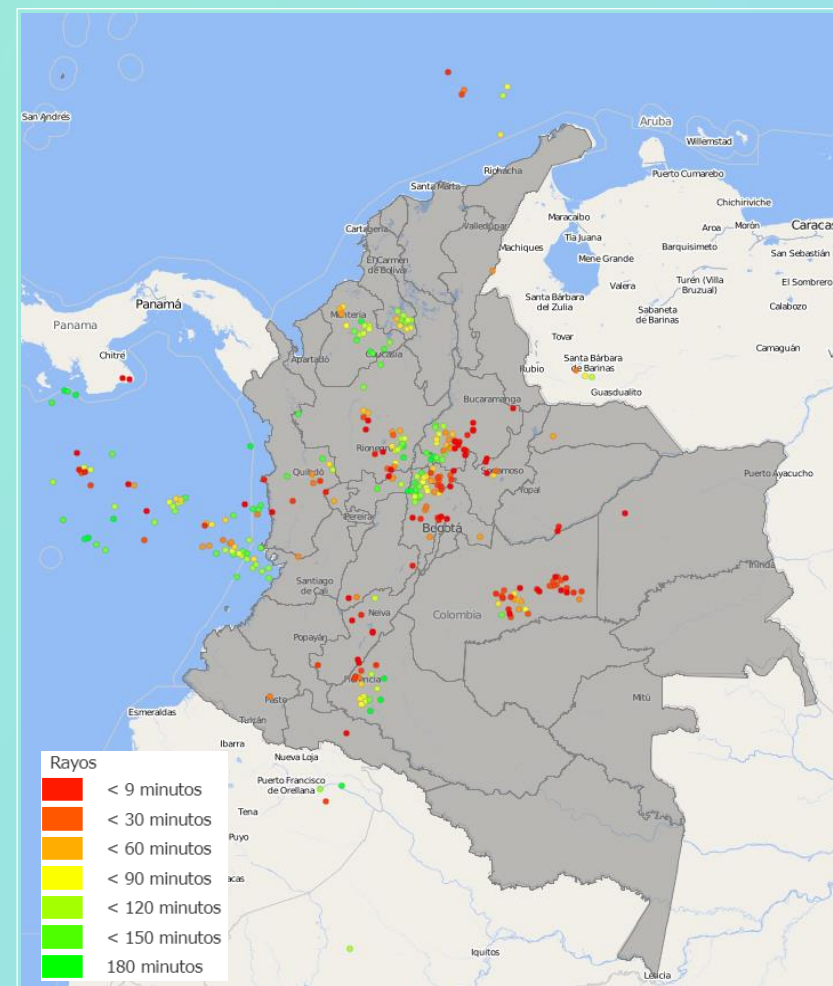 San Andrés
Aruba
Willemstad
Riohacha
Puerto Cumarebo
Santa Marta
Chichiriviche
Maracaibo
Cartagena
Valledupar
Aroa
Morón
Caracas
Tia Juana
Machiques
Barquisimeto
San Sebastián
El Carmen
de Bolívar
Mene Grande
Valera
Turén (Villa
Bruzual)
El Sombrero
Panamá
Santa Bárbara
del Zulia
Sabaneta
de Barinas
Calabozo
Montería
Panama
Tovar
Camaguán
Chitré
Apartadó
Caucasia
Rubio
Santa Bárbara
de Barinas
Guasdualito
Bucaramanga
Rionegro
Quibdó
Sogamoso
Puerto Ayacucho
Yopal
Pereira
Bogotá
Inírida
Santiago
de Cali
Neiva
Colombia
Popayán
Florencia
Mitú
Pasto
Esmeraldas
Tulcán
Ibarra
Nueva Loja
Puerto Francisco
de Orellana
Tena
Puyo
Iquitos
Leticia
Rayos
< 9 minutos
< 30 minutos
< 60 minutos
< 90 minutos
< 120 minutos
< 150 minutos
180 minutos